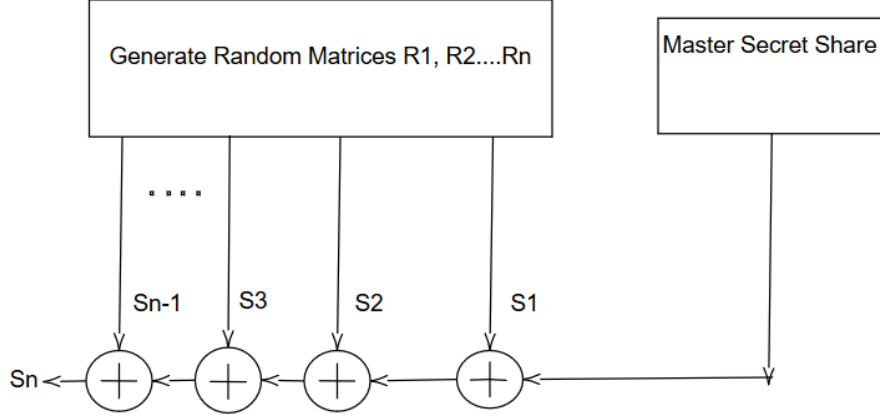 Generate Random Matrices R1, R2....Rn
Master Secret Share
Sn-1
S3
S2
S1
Sn